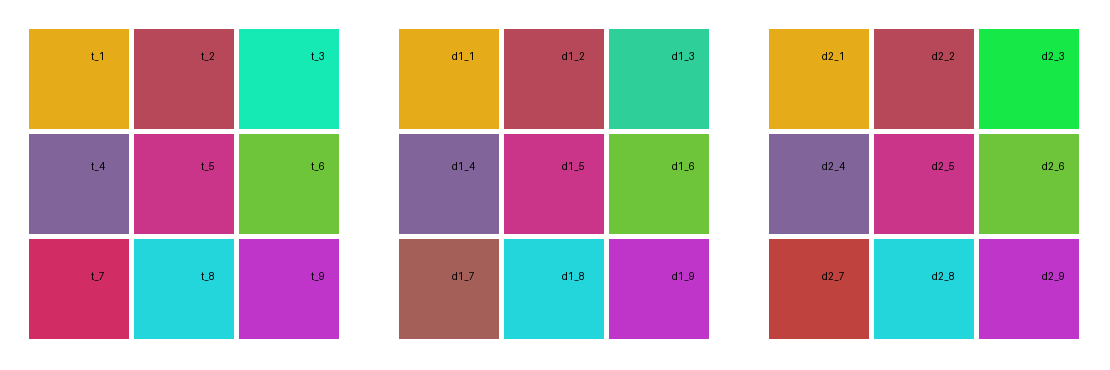 t_1 t_2 t_3 d1_1 d1_2 d1_3 d2_1 d2_2 d2_3
t_4 t_5 t_6 d1_4 d1_5 d1_6 d2_4 d2_5 d2_6
t_7 t_8 t_9 d1_7 d1_8 d1_9 d2_7 d2_8 d2_9